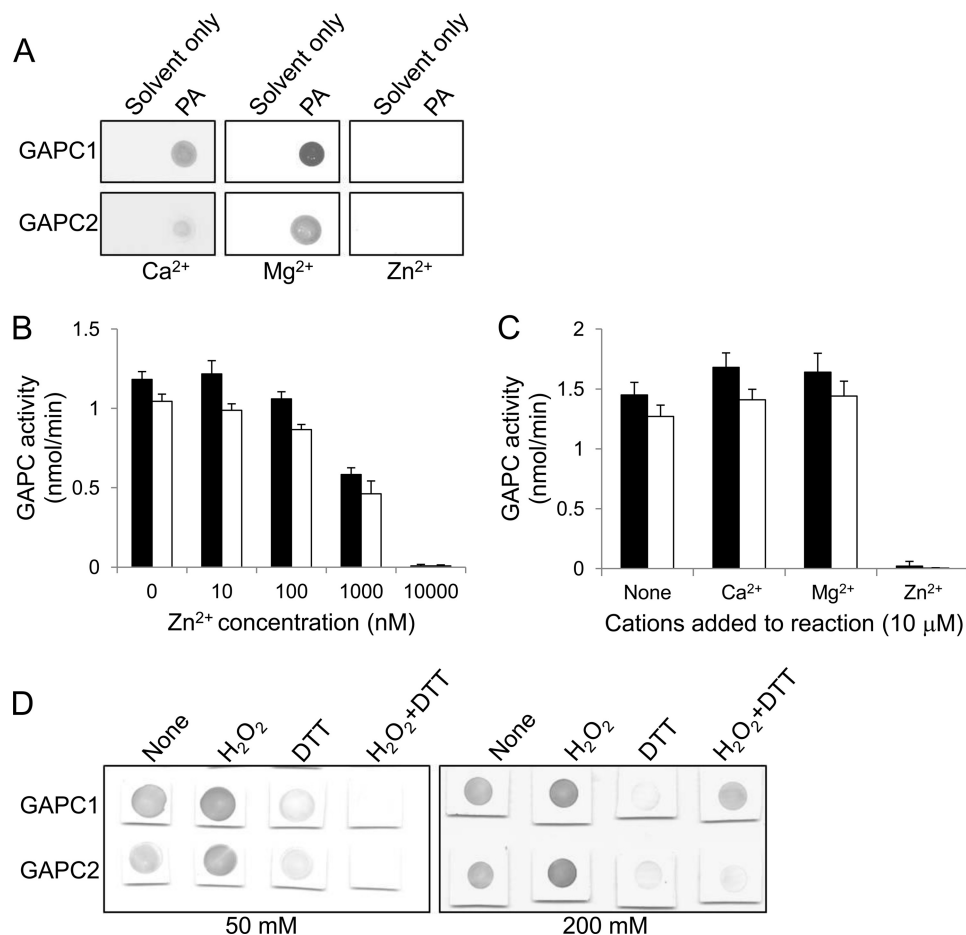 A
Solvent only PA Solvent only PA Solvent only PA
GAPC1
GAPC2
Ca²⁺ Mg²⁺ Zn²⁺
B
GAPC activity
(nmol/min)
1.5
1
0.5
0
0 10 100 1000 10000
Zn²⁺ concentration (nM)
C
GAPC activity
(nmol/min)
2
1.5
1
0.5
0
None Ca²⁺ Mg²⁺ Zn²⁺
Cations added to reaction (10 µM)
D
None H₂O₂ DTT H₂O₂+DTT None H₂O₂ DTT H₂O₂+DTT
GAPC1
GAPC2
50 mM 200 mM